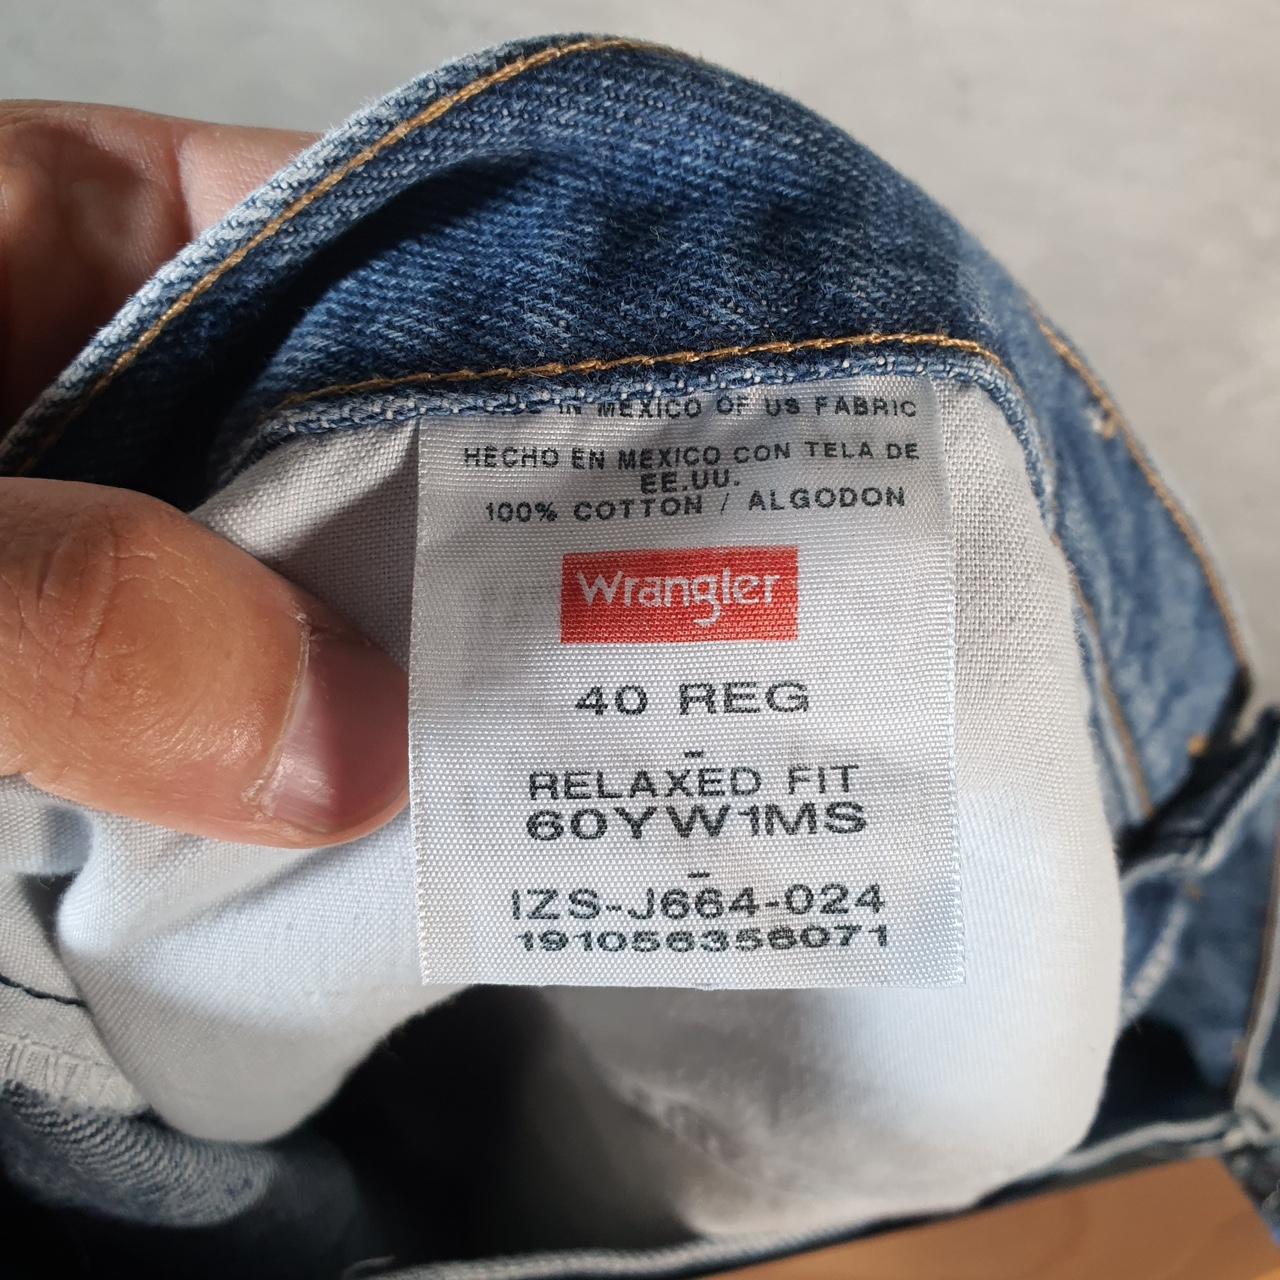 IN MEXICO OF US FABRIC
HECHO EN MEXICO CON TELA DE
EE.UU.
100% COTTON / ALGODON
Wrangler
40 REG
-
RELAXED FIT
60YW1MS
-
IZS-J664-024
191056356071